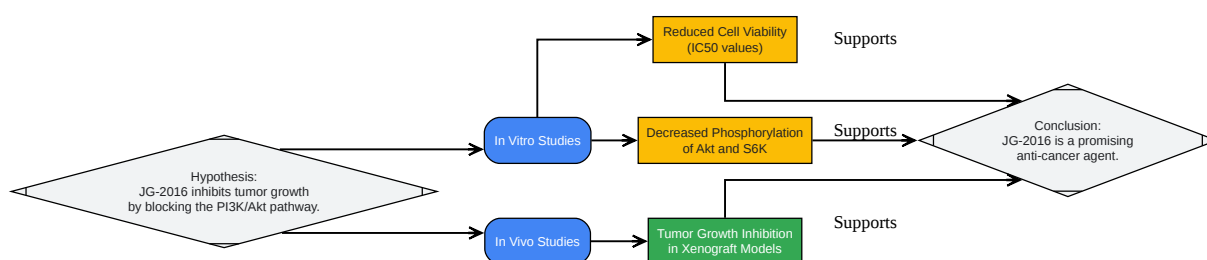 Hypothesis:
JG-2016 inhibits tumor growth
by blocking the PI3K/Akt pathway.
In Vitro Studies
In Vivo Studies
Reduced Cell Viability
(IC50 values)
Decreased Phosphorylation
of Akt and S6K
Tumor Growth Inhibition
in Xenograft Models
Supports
Supports
Supports
Conclusion:
JG-2016 is a promising
anti-cancer agent.